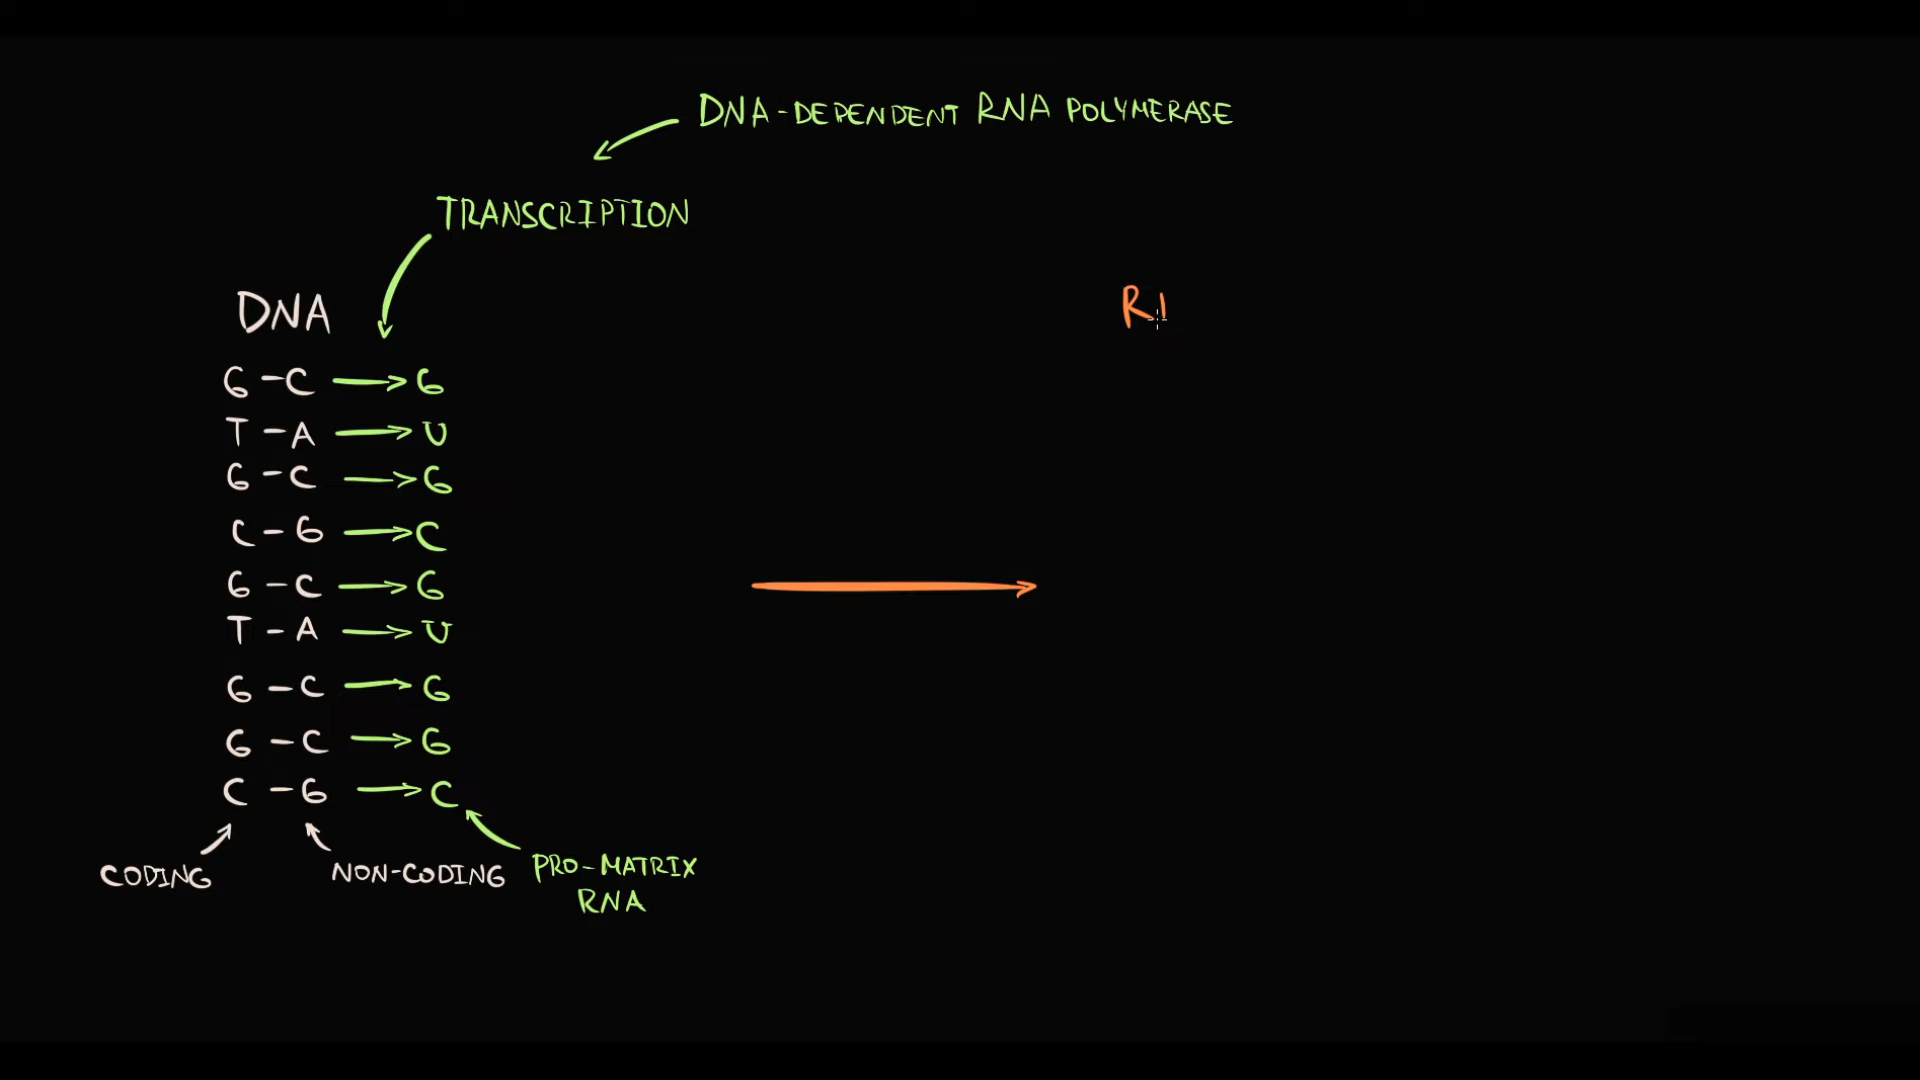 DNA-DEPENDENT RNA POLYMERASE
TRANSCRIPTION
DNA
G - C → G
T - A → U
G - C → G
C - G → C
G - C → G
T - A → U
G - C → G
G - C → G
C - G → C
CODING
NON-CODING
PRO-MATRIX
RNA